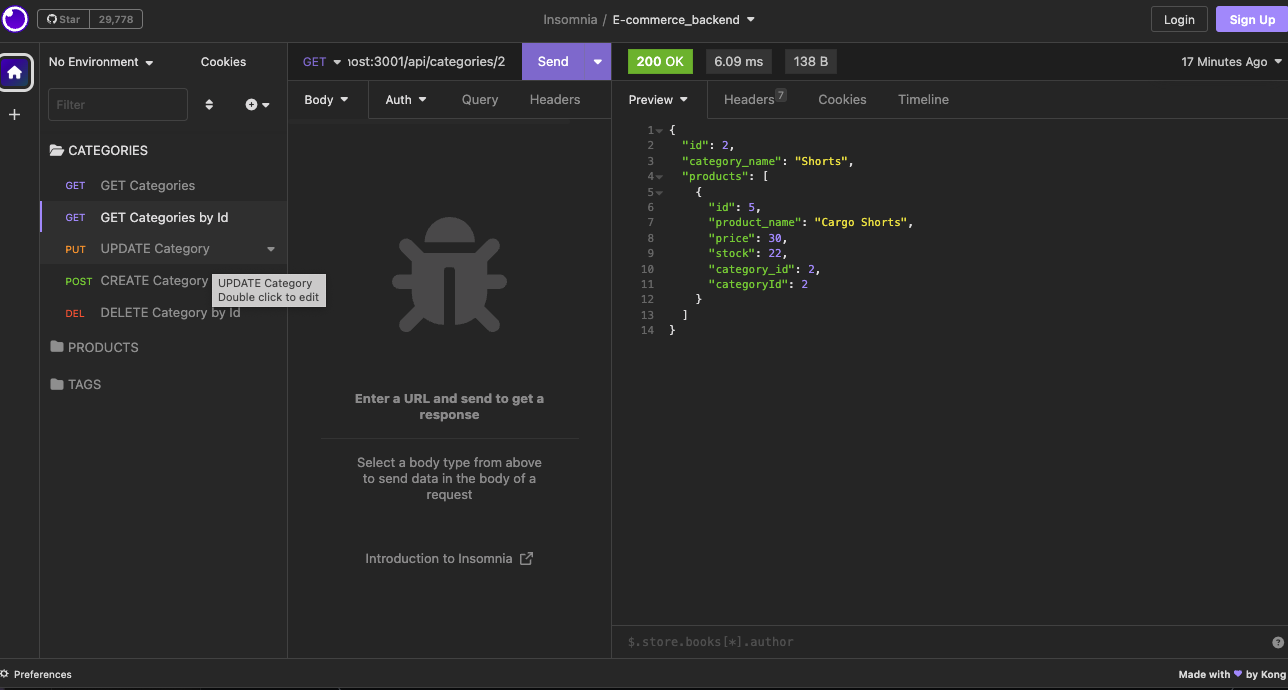 Star 29,778
Insomnia / E-commerce_backend
Login
Sign Up
No Environment
Cookies
Filter
CATEGORIES
GET GET Categories
GET GET Categories by Id
PUT UPDATE Category
POST CREATE Category
DEL DELETE Category by Id
UPDATE Category
Double click to edit
PRODUCTS
TAGS
GET ost:3001/api/categories/2
Send
Body
Auth
Query
Headers
Enter a URL and send to get a
response
Select a body type from above
to send data in the body of a
request
Introduction to Insomnia
200 OK
6.09 ms
138 B
17 Minutes Ago
Preview
Headers 7
Cookies
Timeline
1 {
2 "id": 2,
3 "category_name": "Shorts",
4 "products": [
5 {
6 "id": 5,
7 "product_name": "Cargo Shorts",
8 "price": 30,
9 "stock": 22,
10 "category_id": 2,
11 "categoryId": 2
12 }
13 ]
14 }
$.store.books[*].author
?
Preferences
Made with by Kong